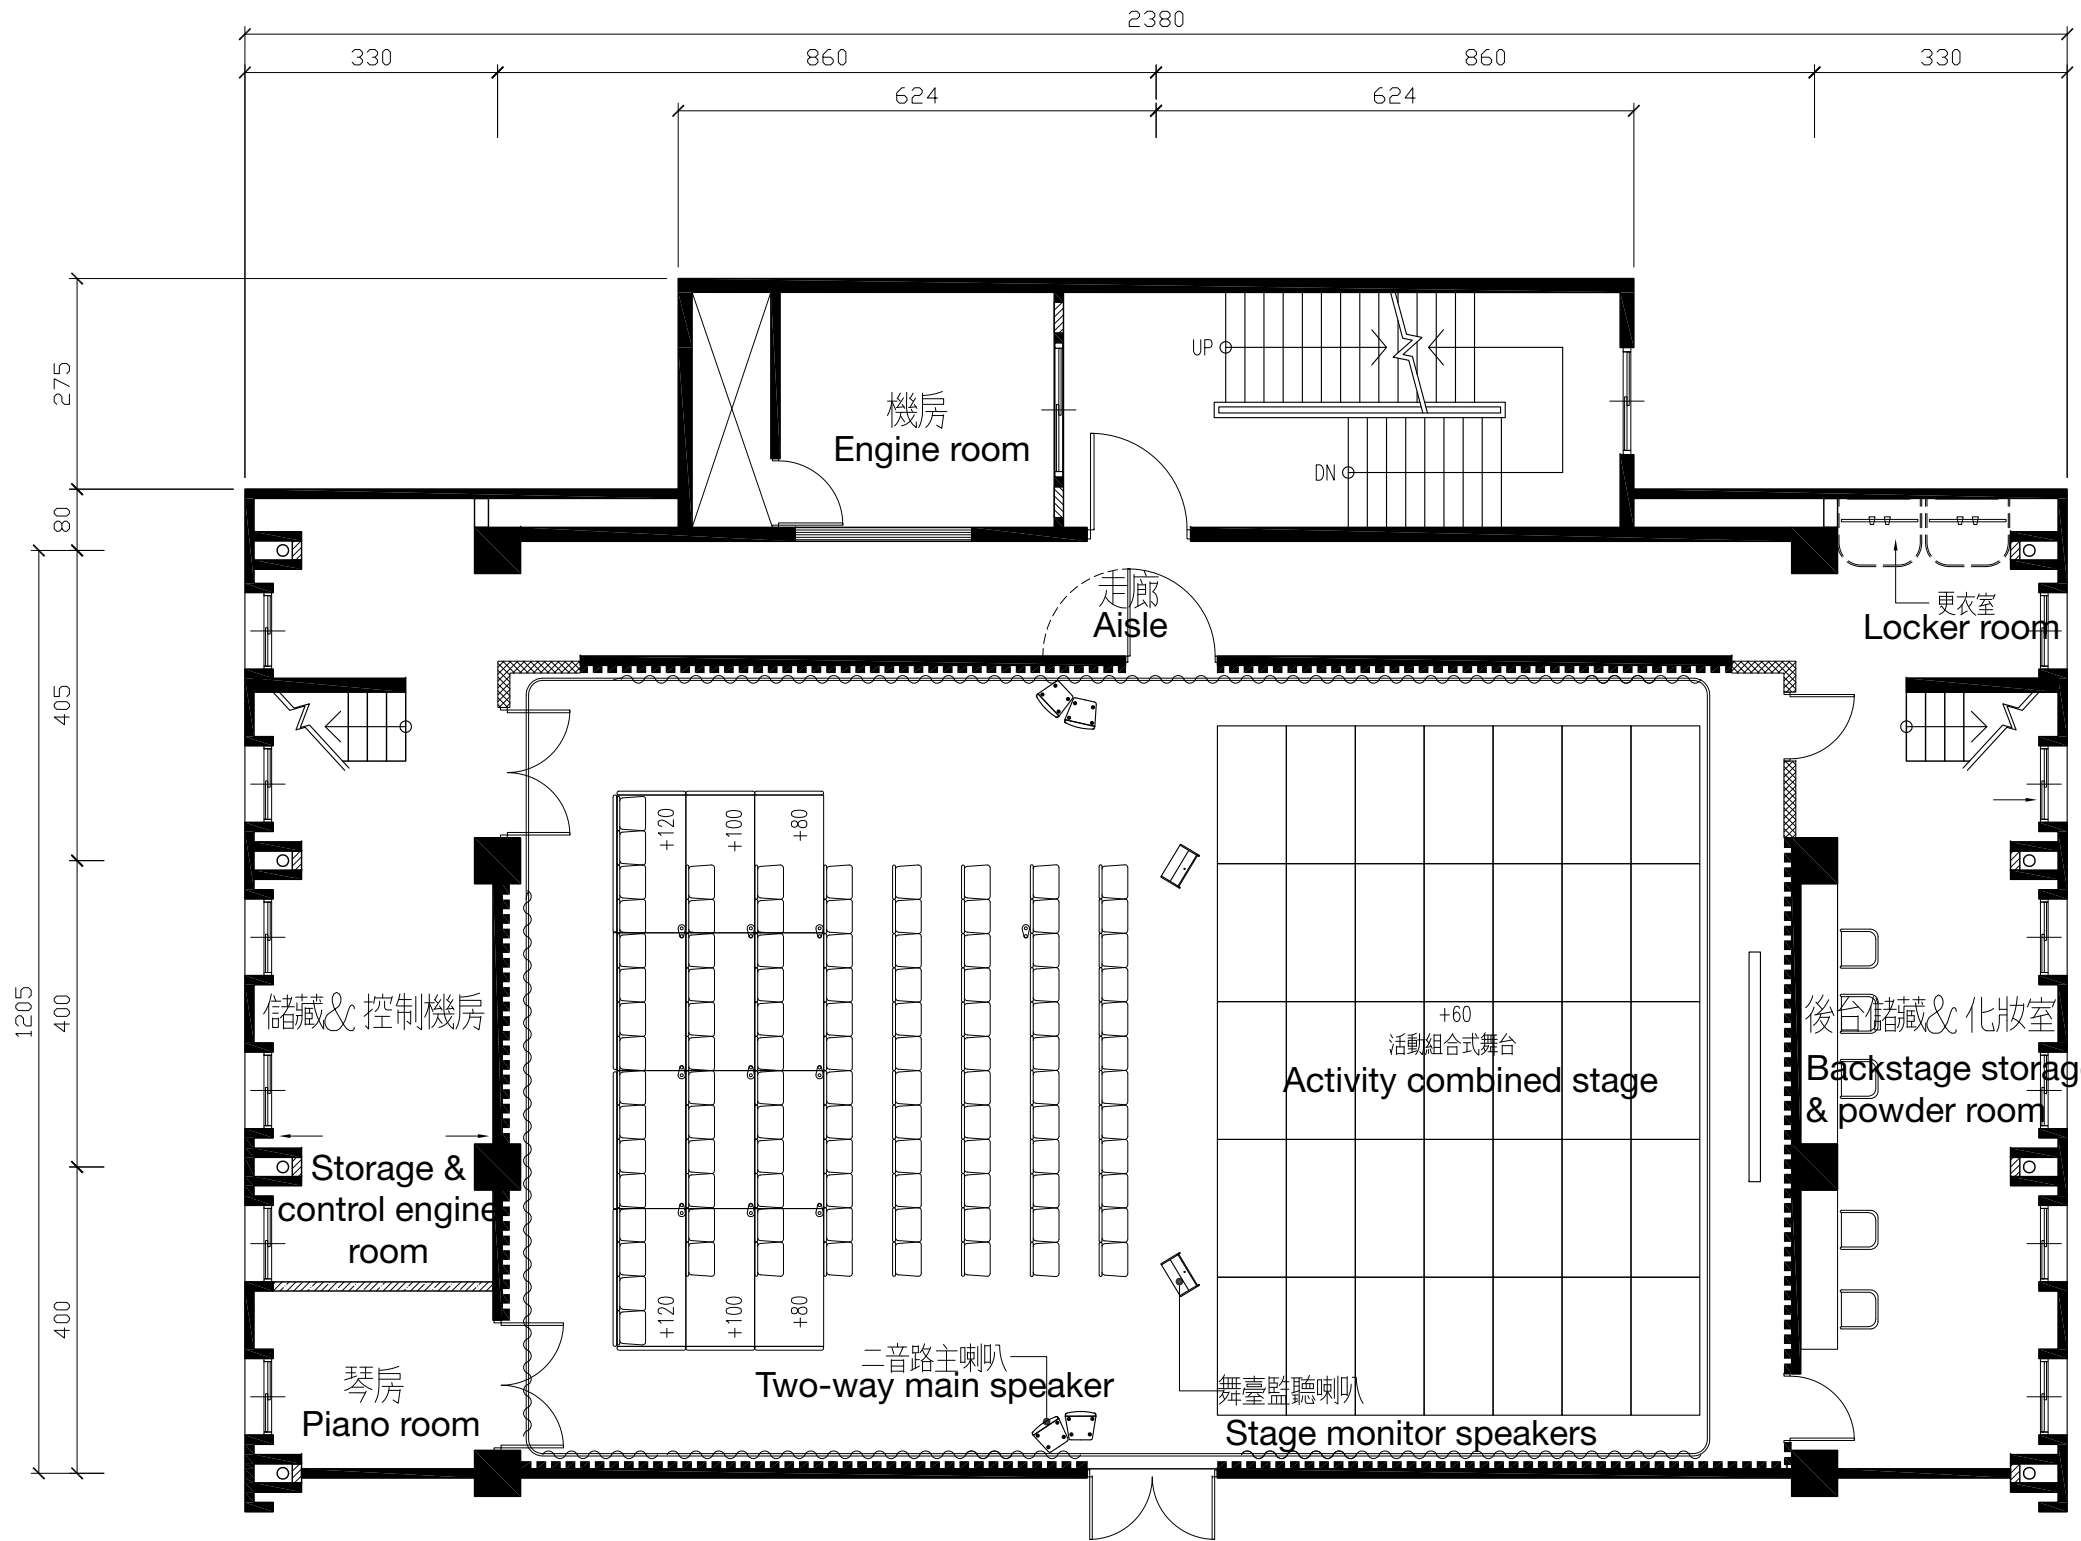 2380
330 860 860 330
624 624
275
80
405
400
400
1205
UP
DN
機房
Engine room
走廊
Aisle
更衣室
Locker room
+120 +100 +80
儲藏& 控制機房
Storage &
control engine
room
+60
活動組合式舞台
Activity combined stage
後台儲藏& 化妝室
Backstage storag
& powder room
+120 +100 +80
琴房
Piano room
二音路主喇叭
Two-way main speaker
舞臺監聽喇叭
Stage monitor speakers